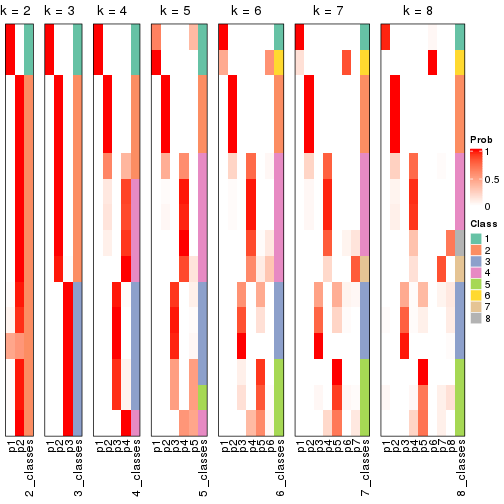 k = 2 k = 3 k = 4 k = 5 k = 6 k = 7 k = 8
Prob
1
0.5
0
Class
1
2
3
4
5
6
7
8
p1 p2 2_classes
p1 p2 p3 3_classes
p1 p2 p3 p4 4_classes
p1 p2 p3 p4 p5 5_classes
p1 p2 p3 p4 p5 p6 6_classes
p1 p2 p3 p4 p5 p6 p7 7_classes
p1 p2 p3 p4 p5 p6 p7 p8 8_classes